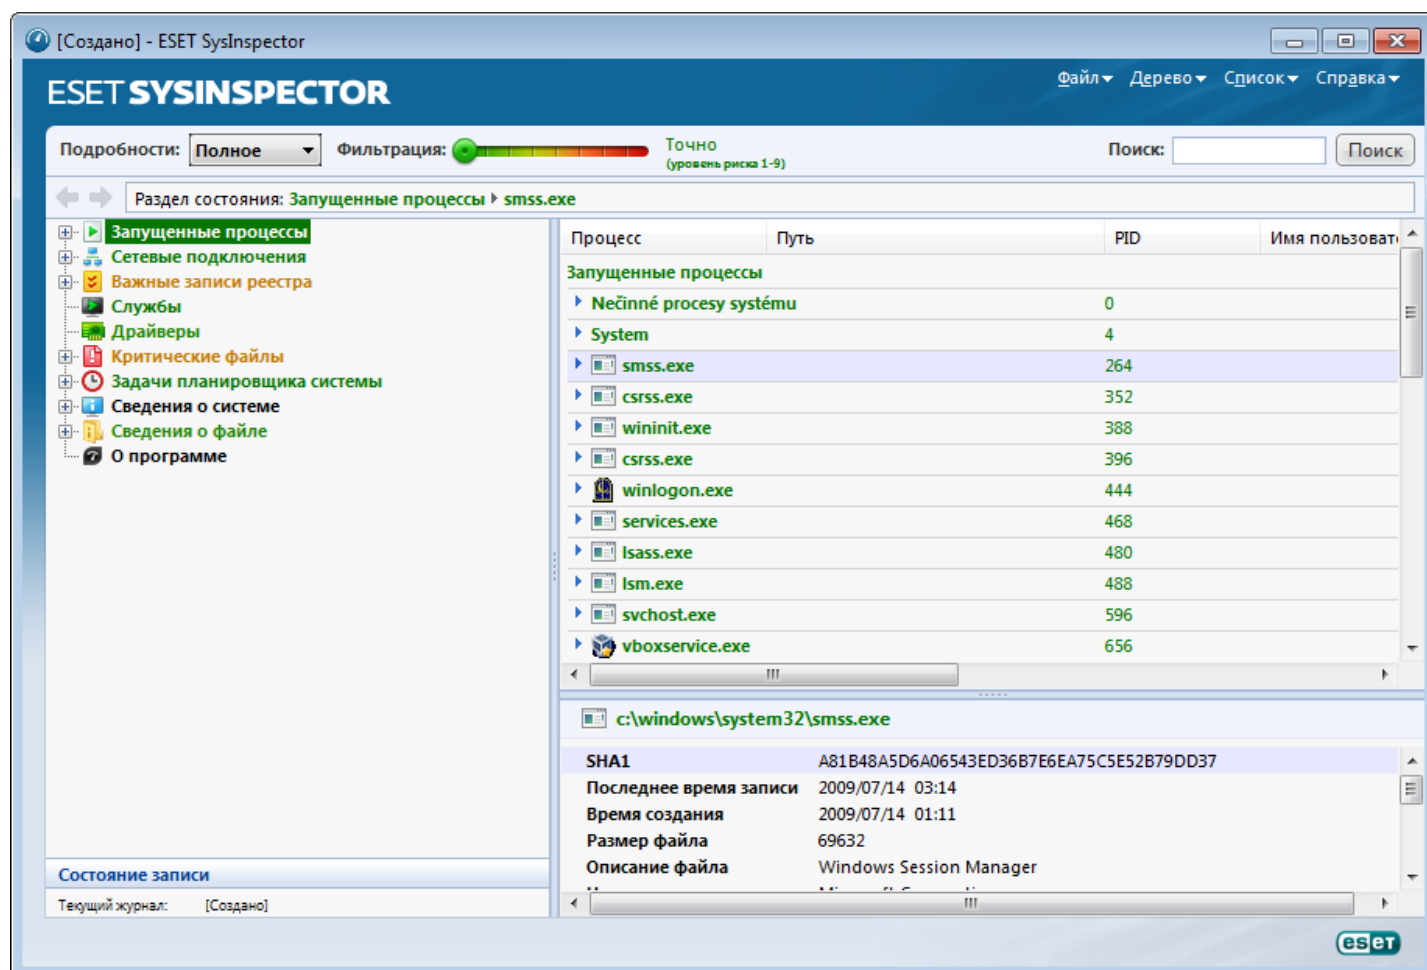 [Создано] - ESET SysInspector
ESET SYSINSPECTOR
Файл Дерево Список Справка
Подробности: Полное Фильтрация: Точно Поиск: Поиск
(уровень риска 1-9)
Раздел состояния: Запущенные процессы smss.exe
Запущенные процессы
Сетевые подключения
Важные записи реестра
Службы
Драйверы
Критические файлы
Задачи планировщика системы
Сведения о системе
Сведения о файле
О программе
Процесс Путь PID Имя пользоват
Запущенные процессы
Nečinné procesy systému 0
System 4
smss.exe 264
csrss.exe 352
wininit.exe 388
csrss.exe 396
winlogon.exe 444
services.exe 468
lsass.exe 480
lsm.exe 488
svchost.exe 596
vboxservice.exe 656
c:\windows\system32\smss.exe
SHA1 A81B48A5D6A06543ED36B7E6EA75C5E52B79DD37
Последнее время записи 2009/07/14 03:14
Время создания 2009/07/14 01:11
Размер файла 69632
Описание файла Windows Session Manager
Состояние записи
Текущий журнал: [Создано]
eset